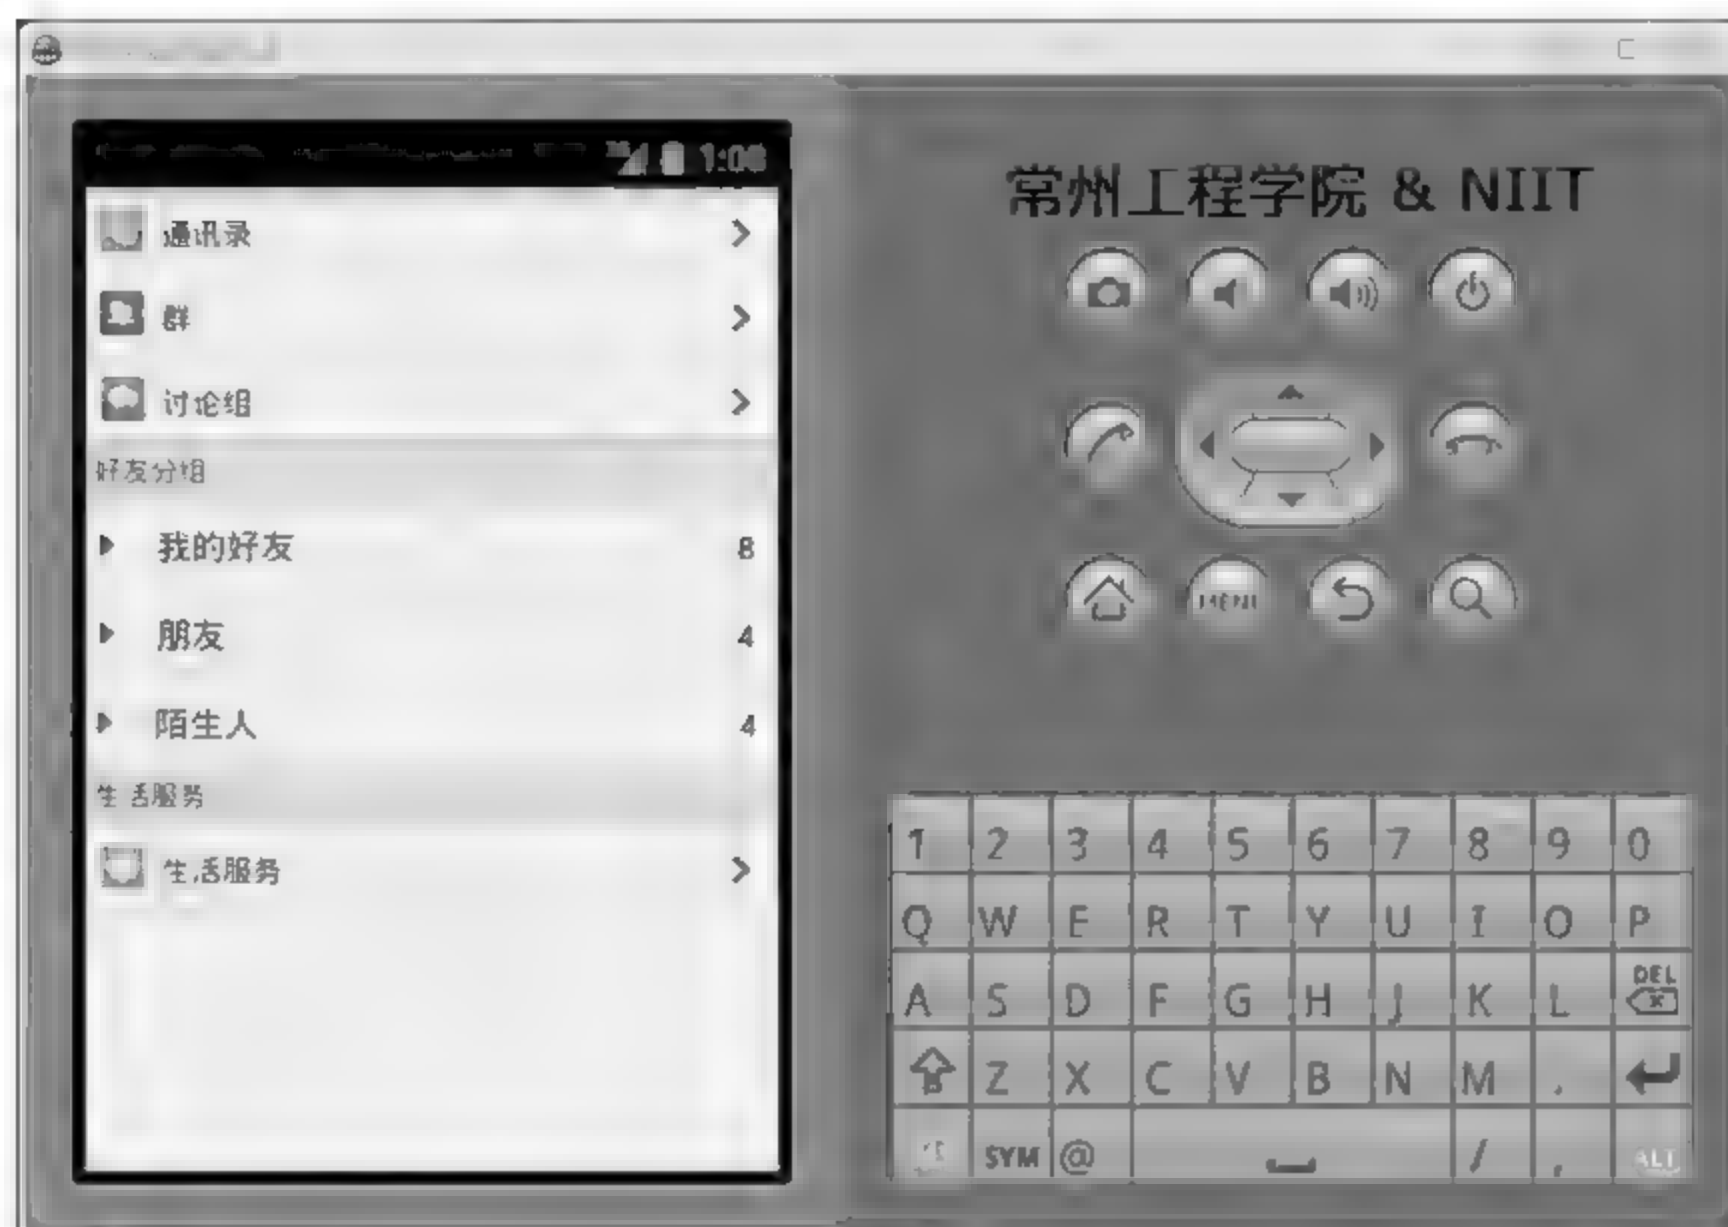 1:08
通讯录
群
讨论组
好友分组
我的好友 8
朋友 4
陌生人 4
生活服务
生活服务
常州工程学院 & NIIT
MENU
1 2 3 4 5 6 7 8 9 0
Q W E R T Y U I O P
A S D F G H J K L DEL
Z X C V B N M .
SYM @ / , ALT